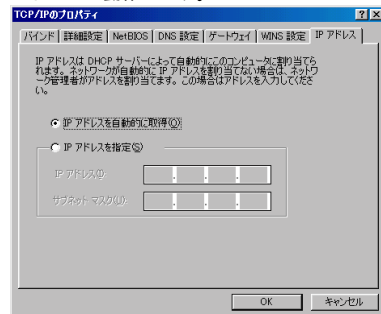 TCP/IPのプロパティ
バインド 詳細設定 NetBIOS DNS 設定 ゲートウェイ WINS 設定 IP アドレス
IP アドレスは DHCP サーバーによって自動的にこのコンピュータに割り当てら
れます。ネットワークが自動的に IP アドレスを割り当てない場合は、ネットワ
ーク管理者がアドレスを割り当てます。この場合はアドレスを入力してくださ
い。
IP アドレスを自動的に取得(O)
IP アドレスを指定(S)
IP アドレス(I):
サブネット マスク(U):
OK キャンセル